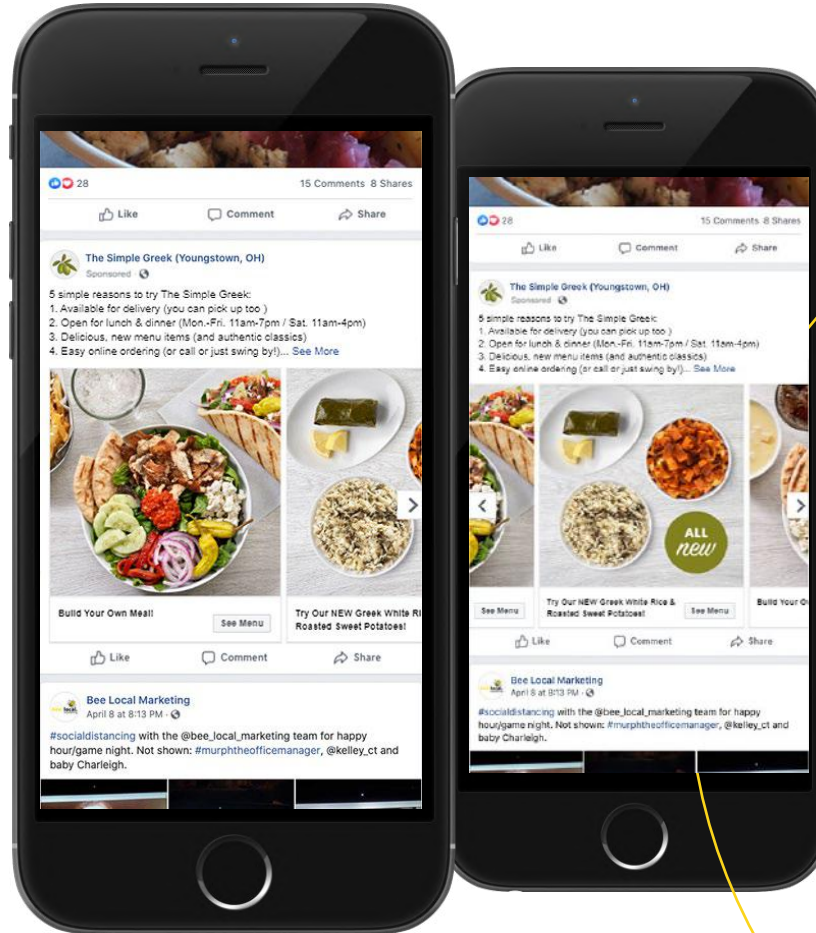 28
15 Comments 8 Shares
Like Comment Share
The Simple Greek (Youngstown, OH)
Sponsored ·
5 simple reasons to try The Simple Greek:
1. Available for delivery (you can pick up too )
2. Open for lunch & dinner (Mon.-Fri. 11am-7pm / Sat. 11am-4pm)
3. Delicious, new menu items (and authentic classics)
4. Easy online ordering (or call or just swing by!)... See More
Build Your Own Meal!
See Menu
Try Our NEW Greek White Ri
Roasted Sweet Potatoes!
Like Comment Share
Bee Local Marketing
April 8 at 8:13 PM ·
#socialdistancing with the @bee_local_marketing team for happy
hour/game night. Not shown: #murphtheofficemanager, @kelley_ct and
baby Charleigh.
28
15 Comments 8 Shares
Like Comment Share
The Simple Greek (Youngstown, OH)
Sponsored ·
5 simple reasons to try The Simple Greek:
1. Available for delivery (you can pick up too )
2. Open for lunch & dinner (Mon.-Fri. 11am-7pm / Sat. 11am-4pm)
3. Delicious, new menu items (and authentic classics)
4. Easy online ordering (or call or just swing by!)... See More
ALL
new
See Menu
Try Our NEW Greek White Rice &
Roasted Sweet Potatoes!
See Menu
Build Your O
Like Comment Share
Bee Local Marketing
April 8 at 8:13 PM ·
#socialdistancing with the @bee_local_marketing team for happy
hour/game night. Not shown: #murphtheofficemanager, @kelley_ct and
baby Charleigh.